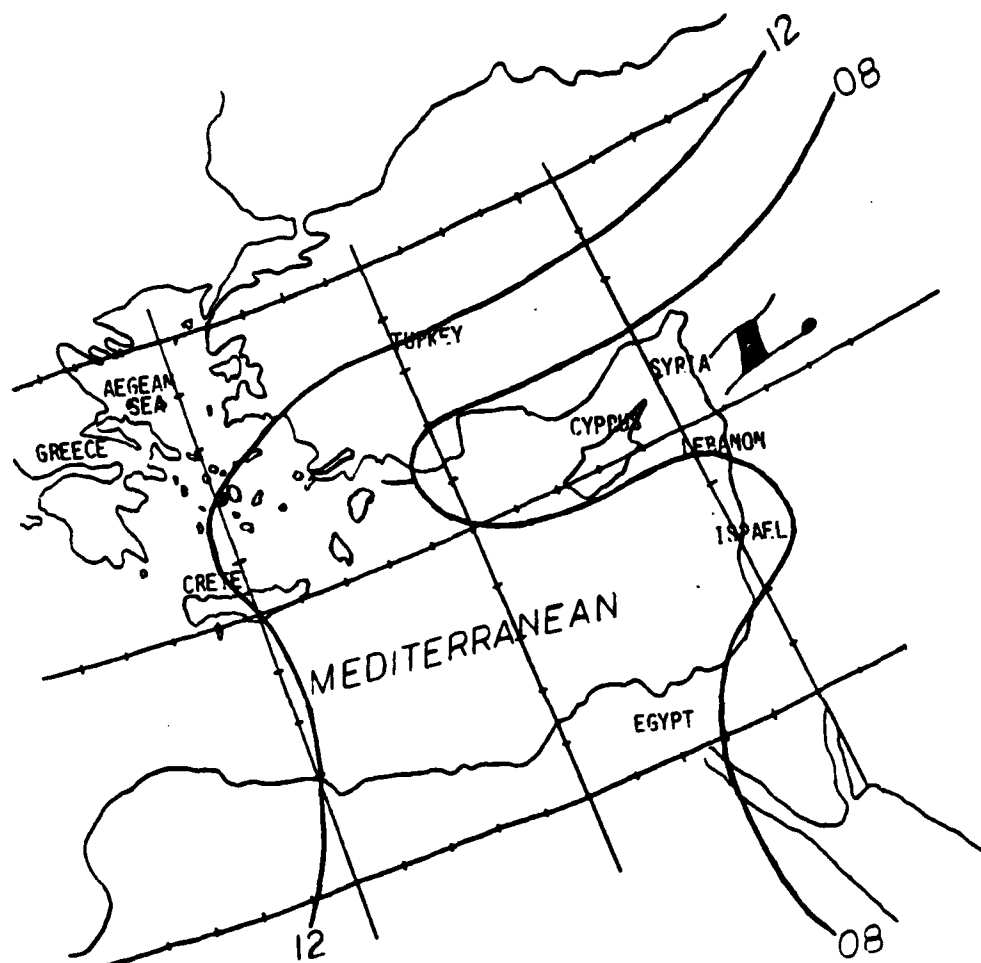 12
08
TURKEY
AEGEAN
SEA
SYRIA
GREECE
CYPRUS
LEBANON
ISRAEL
CRETE
MEDITERRANEAN
EGYPT
12
08